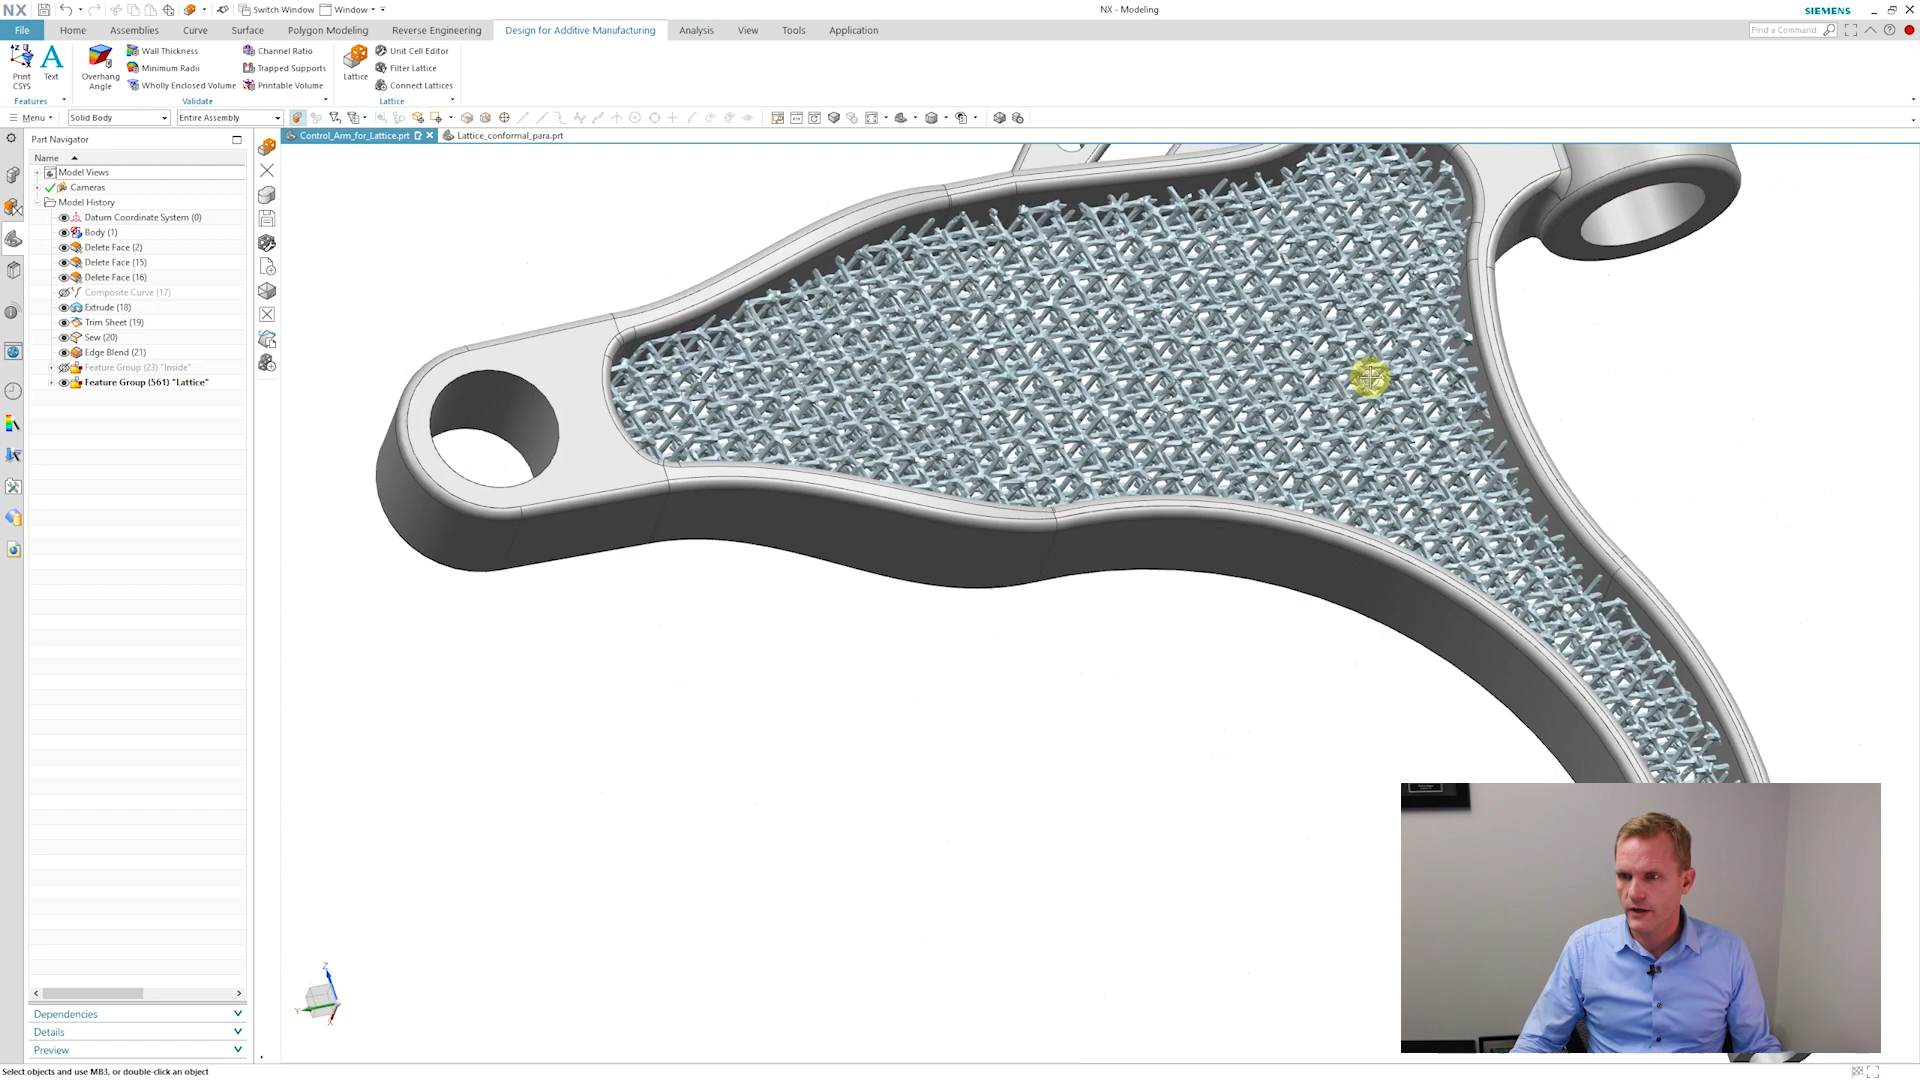 NX
Switch Window
Window
NX - Modeling
SIEMENS
File
Home
Assemblies
Curve
Surface
Polygon Modeling
Reverse Engineering
Design for Additive Manufacturing
Analysis
View
Tools
Application
Find a Command
Print CSYS
Text
Overhang Angle
Wall Thickness
Minimum Radii
Wholly Enclosed Volume
Channel Ratio
Trapped Supports
Printable Volume
Lattice
Unit Cell Editor
Filter Lattice
Connect Lattices
Features
Validate
Lattice
Menu
Solid Body
Entire Assembly
Part Navigator
Control_Arm_for_Lattice.prt
Lattice_conformal_para.prt
Name
Model Views
Cameras
Model History
Datum Coordinate System (0)
Body (1)
Delete Face (2)
Delete Face (15)
Delete Face (16)
Composite Curve (17)
Extrude (18)
Trim Sheet (19)
Sew (20)
Edge Blend (21)
Feature Group (23) "Inside"
Feature Group (561) "Lattice"
Z
Y
X
Dependencies
Details
Preview
Select objects and use MB3, or double-click an object